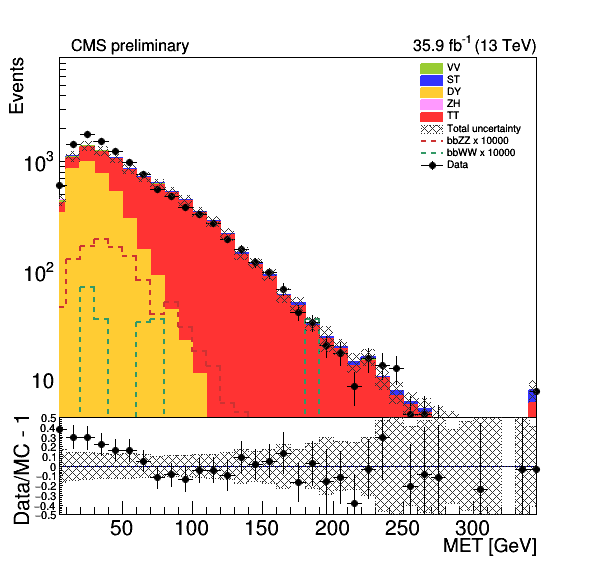 CMS preliminary 35.9 fb⁻¹ (13 TeV)
Events
10³
10²
10
VV
ST
DY
ZH
TT
Total uncertainty
bbZZ x 10000
bbWW x 10000
Data
Data/MC - 1
0.5
0.4
0.3
0.2
0.1
0
−0.1
−0.2
−0.3
−0.4
−0.5
50 100 150 200 250 300
MET [GeV]